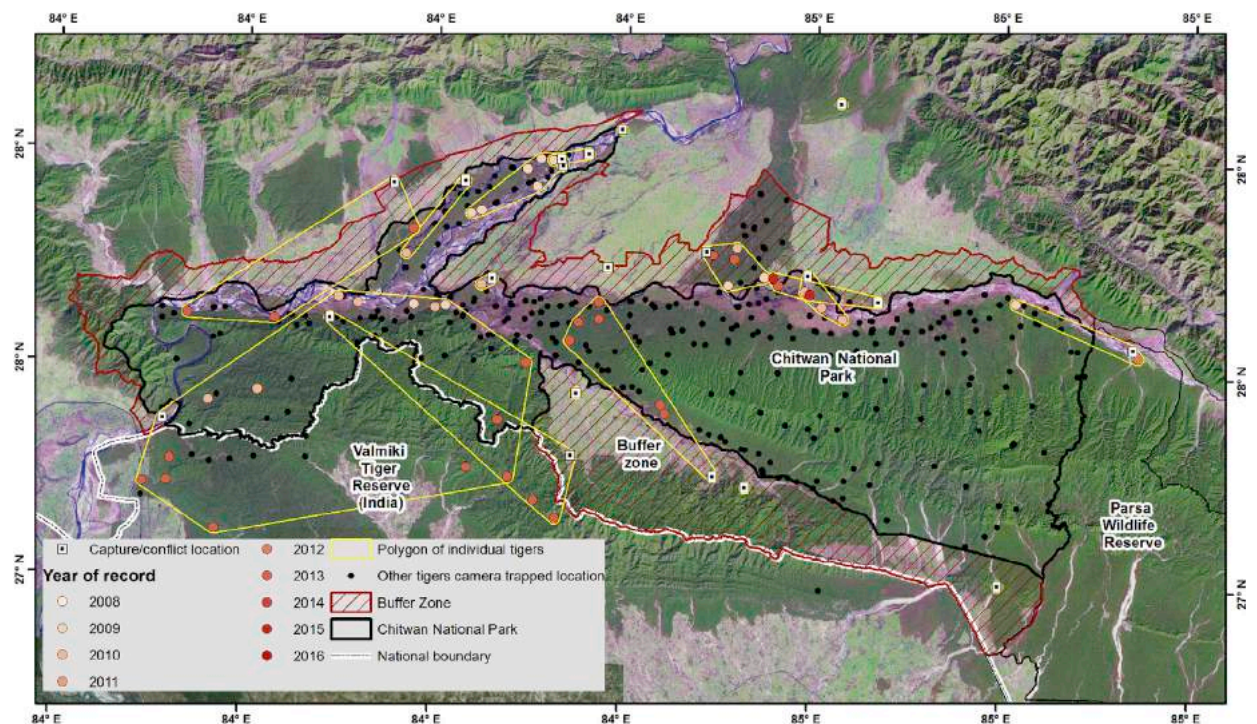 84° E 84° E 84° E 84° E 85° E 85° E 85° E
28° N 28° N
28° N 28° N
27° N 27° N
Chitwan National
Park
Buffer
zone
Valmiki
Tiger
Reserve
(India)
Parsa
Wildlife
Reserve
Capture/conflict location
Year of record
2008
2009
2010
2011
2012
2013
2014
2015
2016
Polygon of individual tigers
Other tigers camera trapped location
Buffer Zone
Chitwan National Park
National boundary
84° E 84° E 84° E 84° E 85° E 85° E 85° E